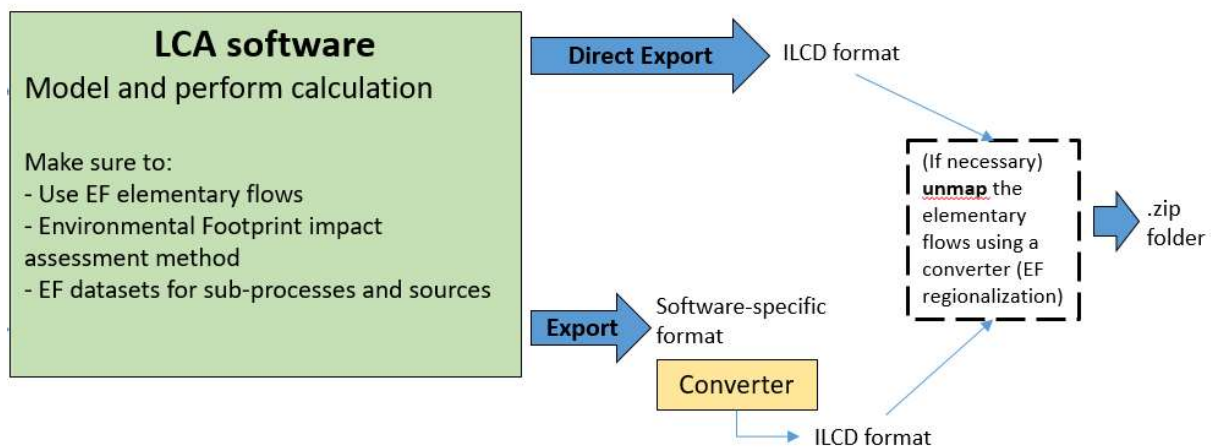 LCA software
Model and perform calculation
Make sure to:
- Use EF elementary flows
- Environmental Footprint impact
assessment method
- EF datasets for sub-processes and sources
Direct Export
ILCD format
Export
Software-specific
format
Converter
ILCD format
(If necessary)
unmap the
elementary
flows using a
converter (EF
regionalization)
.zip
folder